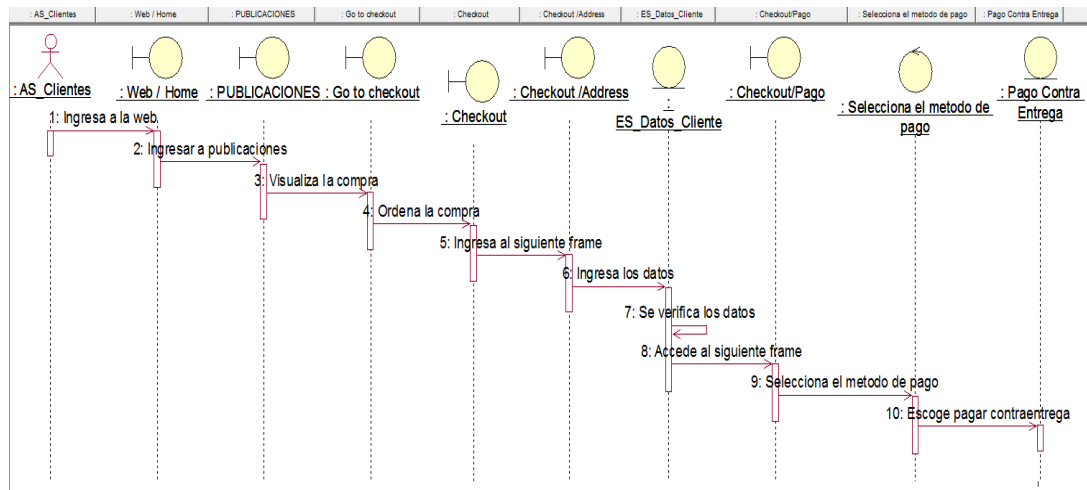 : AS_Clientes
: Web / Home
: PUBLICACIONES
: Go to checkout
: Checkout
: Checkout /Address
: ES_Datos_Cliente
: Checkout/Pago
: Selecciona el metodo de pago
: Pago Contra Entrega
: AS_Clientes
: Web / Home
: PUBLICACIONES
: Go to checkout
: Checkout
: Checkout /Address
:
ES_Datos_Cliente
: Checkout/Pago
: Selecciona el metodo de
pago
: Pago Contra
Entrega
1: Ingresa a la web.
2: Ingresar a publicaciones
3: Visualiza la compra
4: Ordena la compra
5: Ingresa al siguiente frame
6: Ingresa los datos
7: Se verifica los datos
8: Accede al siguiente frame
9: Selecciona el metodo de pago
10: Escoge pagar contraentrega